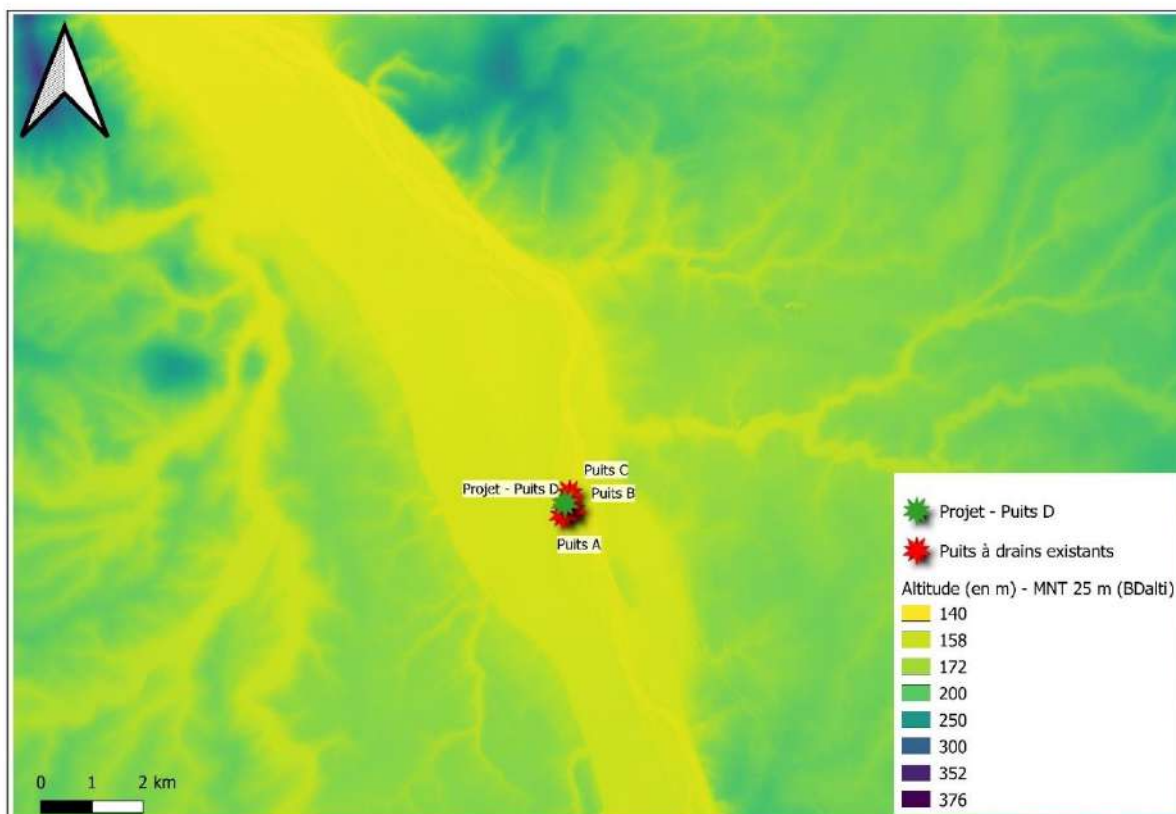 Puits C
Projet - Puits D
Puits B
Puits A
Projet - Puits D
Puits à drains existants
Altitude (en m) - MNT 25 m (BDalti)
140
158
172
200
250
300
352
376
0 1 2 km